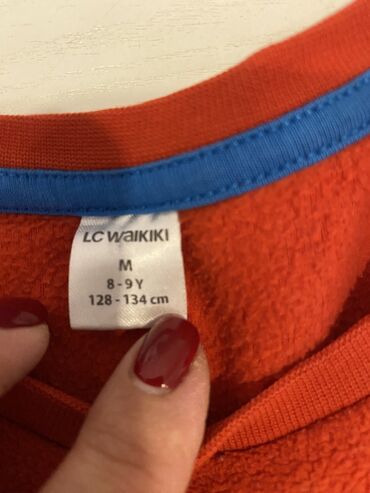 LC WAIKIKI
M
8 - 9 Y
128 - 134 cm